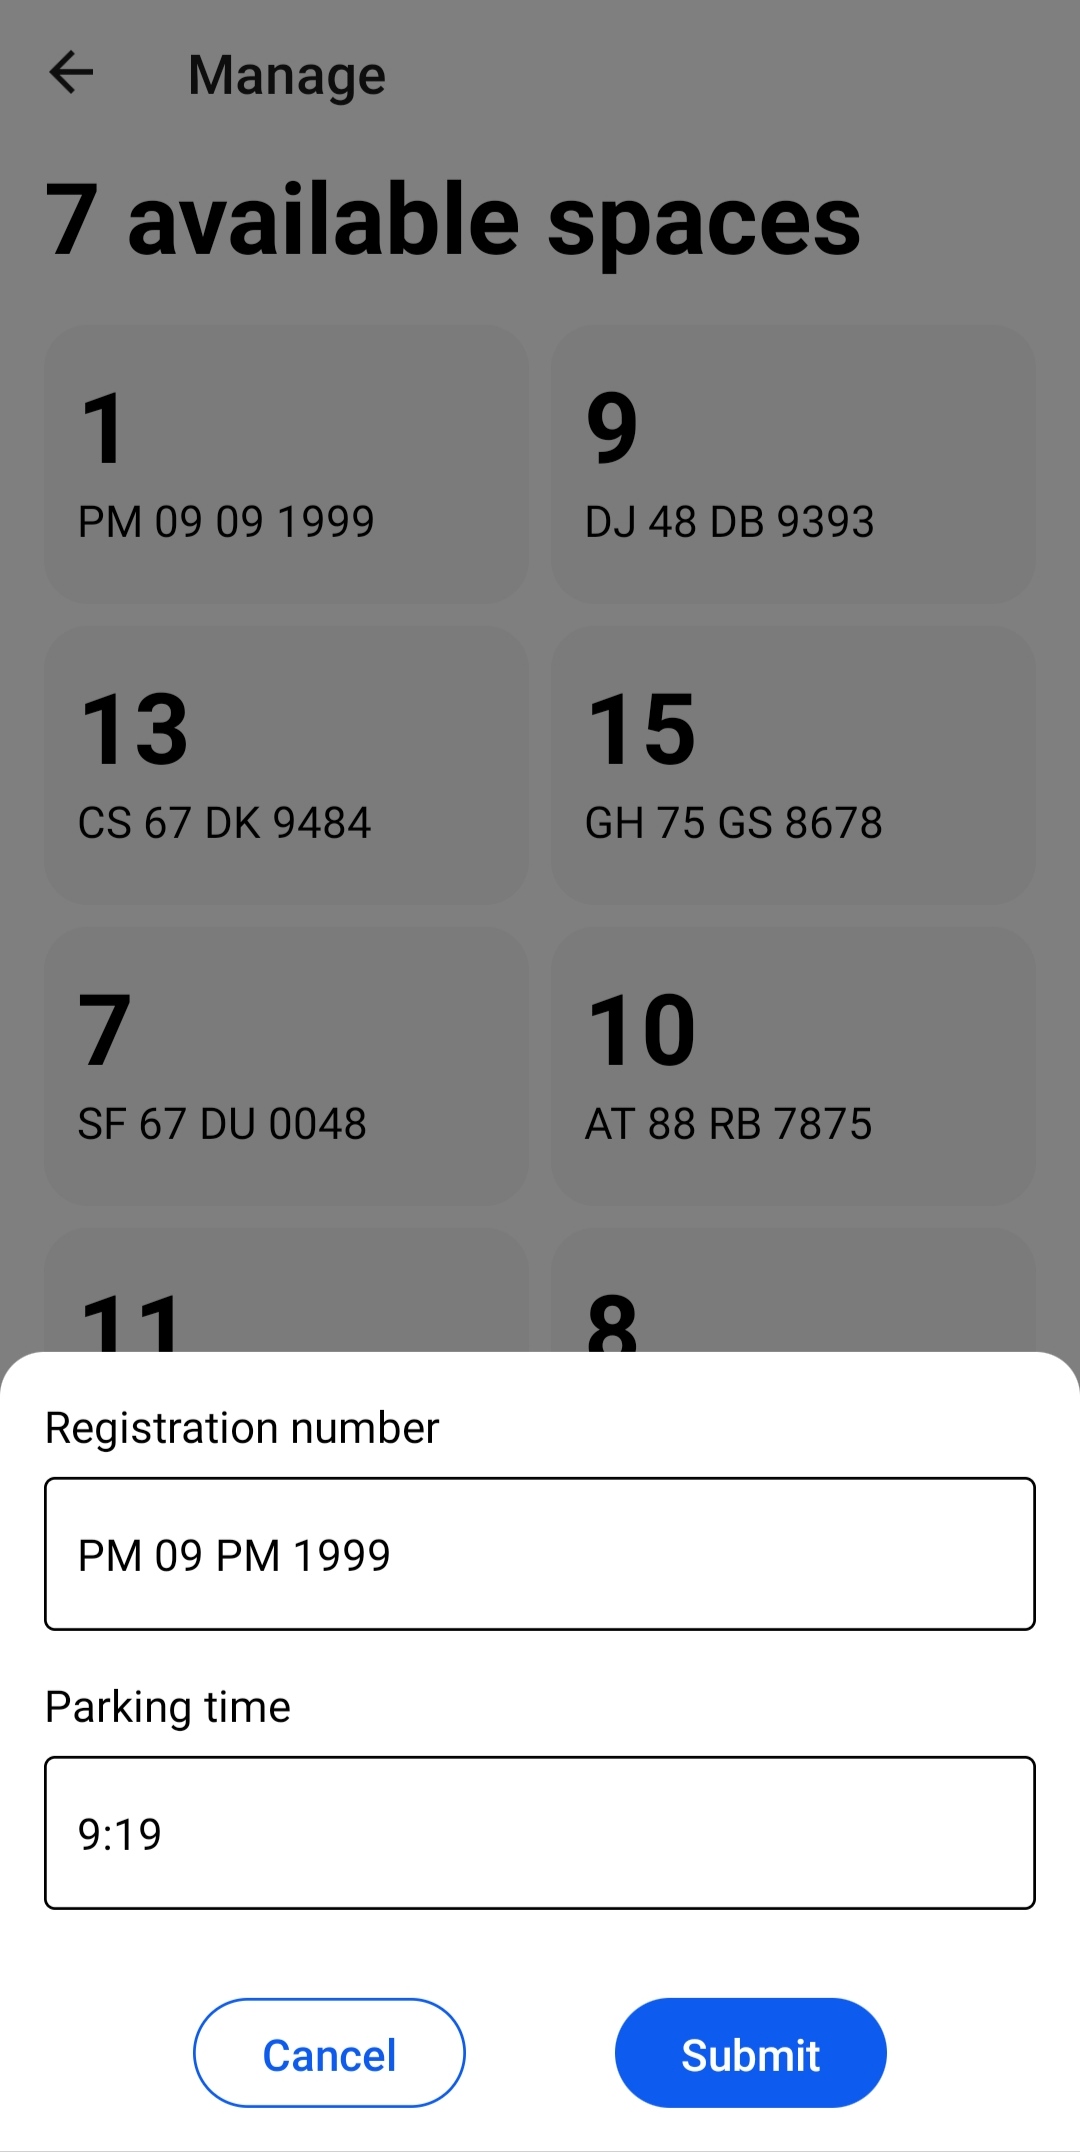 Manage
7 available spaces
1
PM 09 09 1999
9
DJ 48 DB 9393
13
CS 67 DK 9484
15
GH 75 GS 8678
7
SF 67 DU 0048
10
AT 88 RB 7875
11
8
Registration number
PM 09 PM 1999
Parking time
9:19
Cancel
Submit